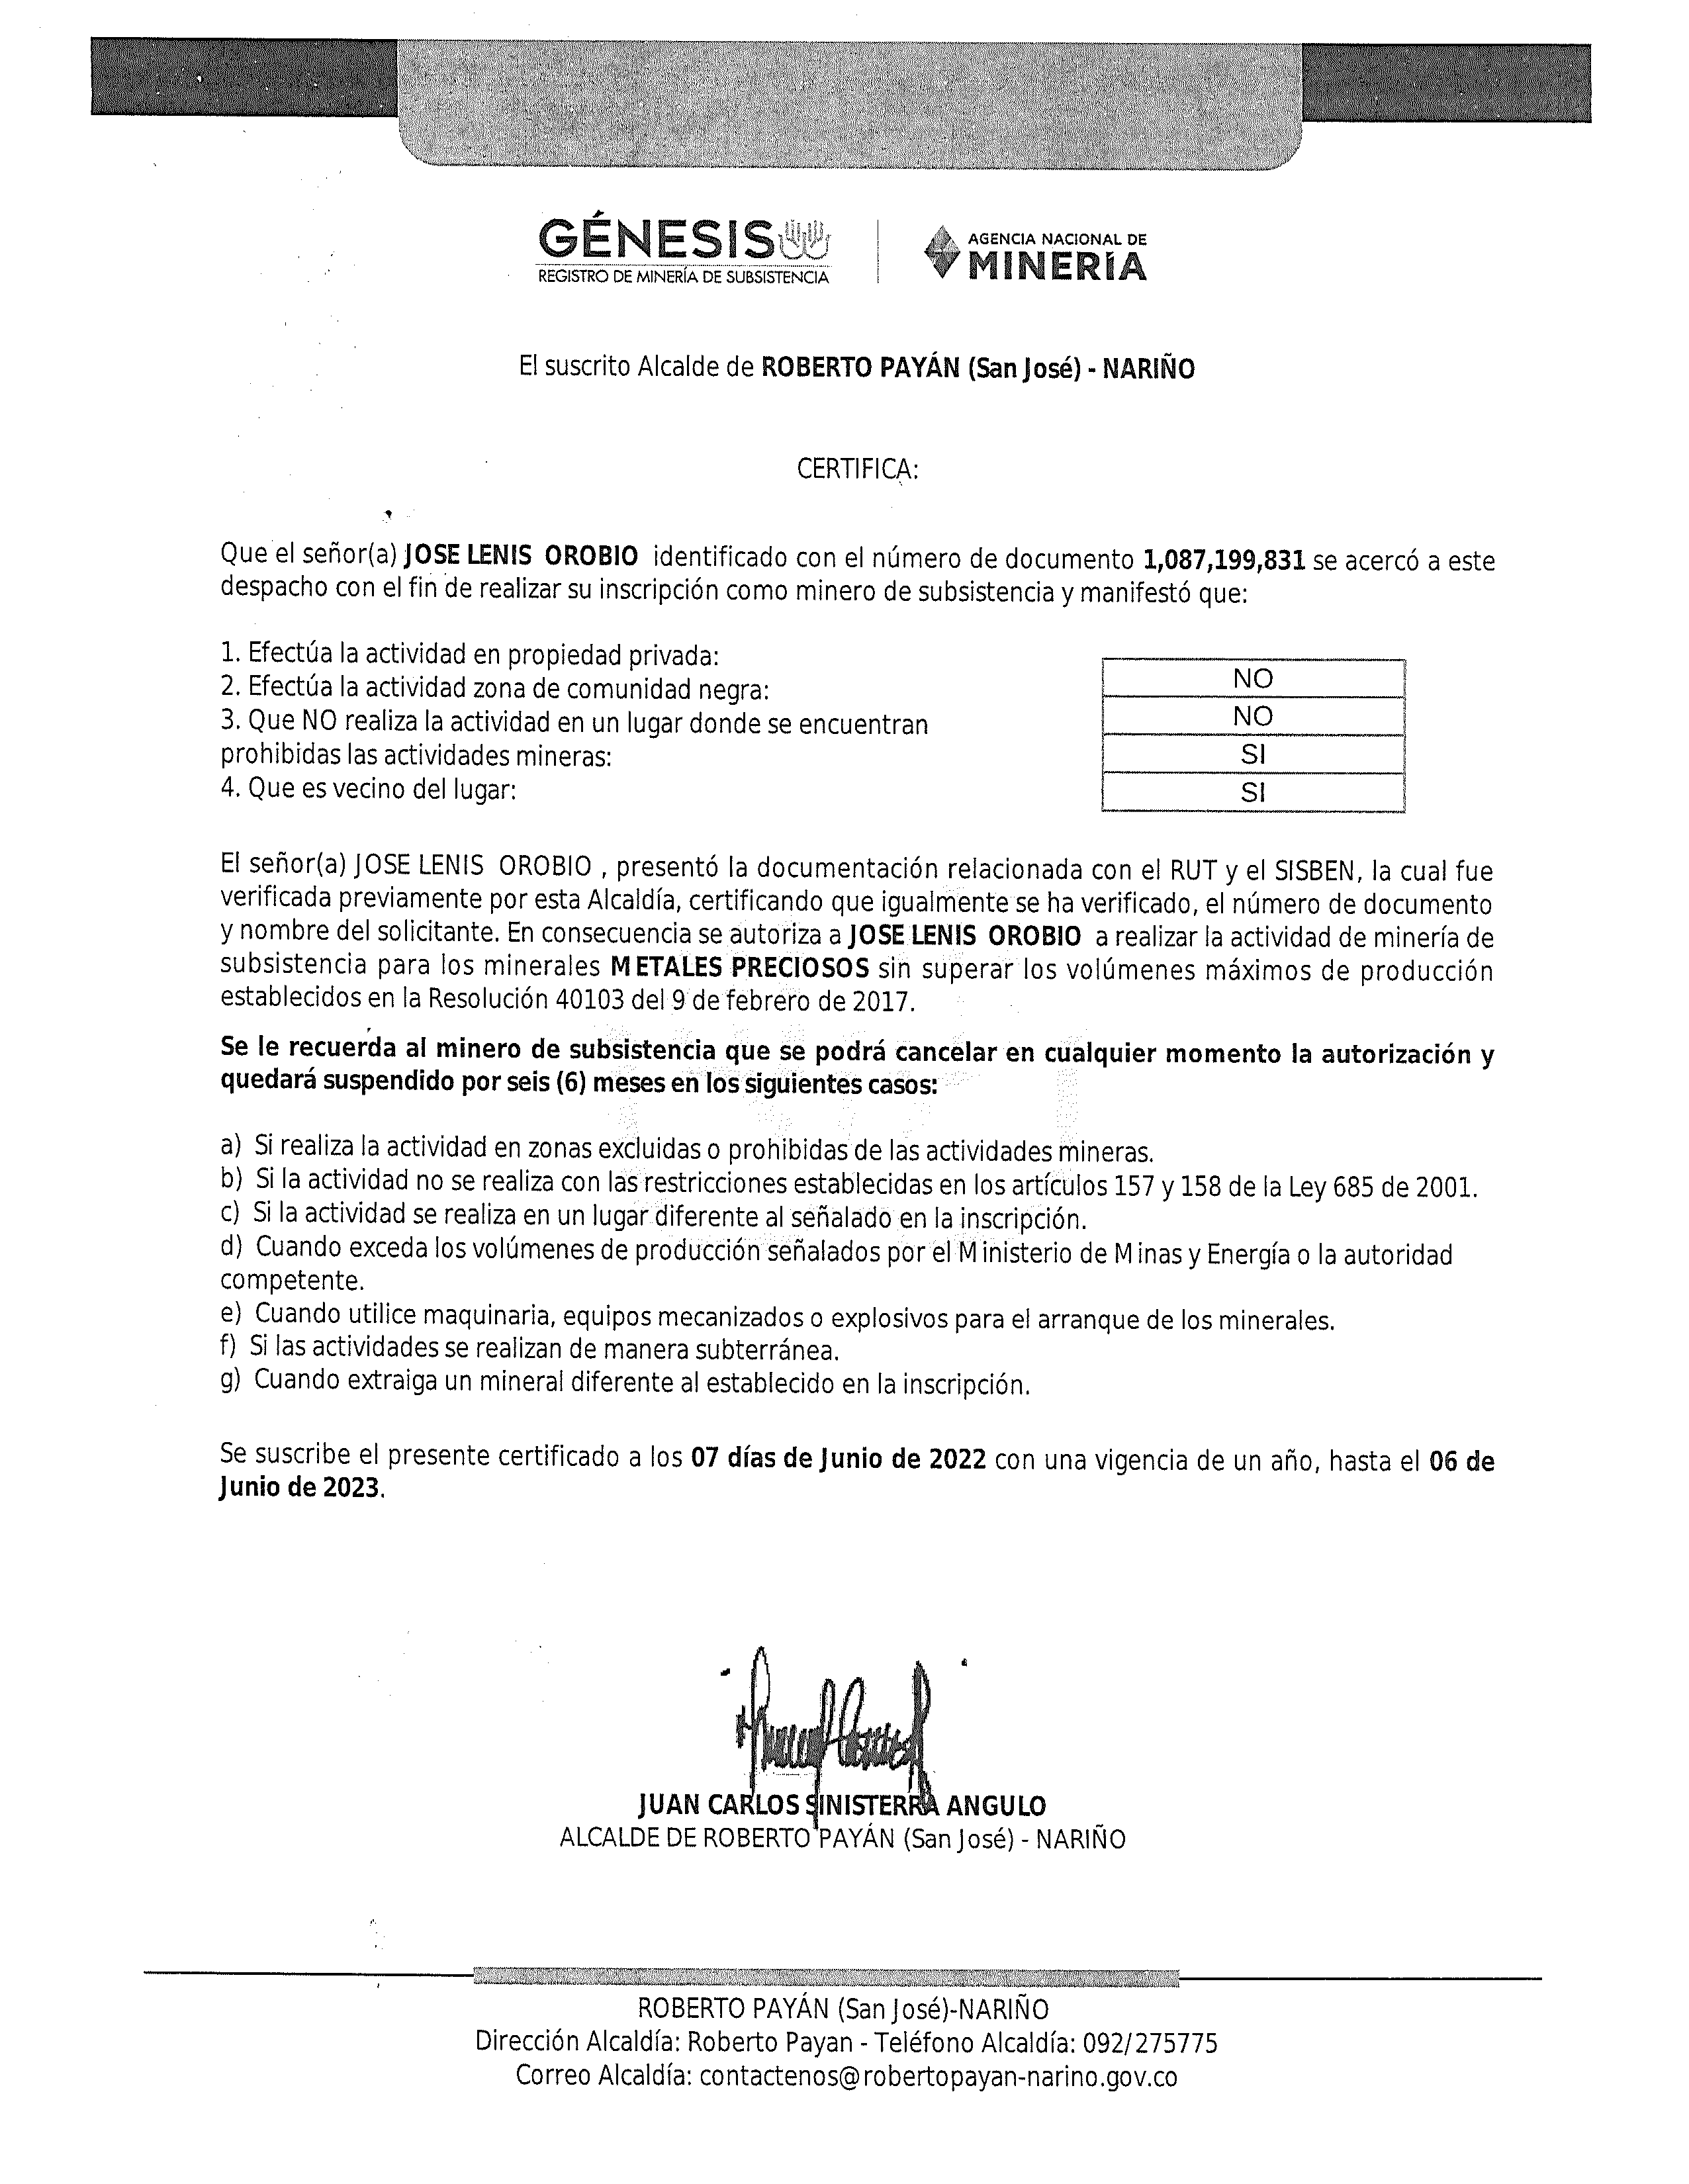 GÉNESIS
REGISTRO DE MINERÍA DE SUBSISTENCIA
AGENCIA NACIONAL DE
MINERÍA
El suscrito Alcalde de ROBERTO PAYÁN (San José) - NARIÑO
CERTIFICA:
Que el señor(a) JOSE LENIS OROBIO identificado con el número de documento 1,087,199,831 se acercó a este
despacho con el fin de realizar su inscripción como minero de subsistencia y manifestó que:
1. Efectúa la actividad en propiedad privada:
NO
2. Efectúa la actividad zona de comunidad negra:
NO
3. Que NO realiza la actividad en un lugar donde se encuentran
prohibidas las actividades mineras:
SI
4. Que es vecino del lugar:
SI
El señor(a) JOSE LENIS OROBIO , presentó la documentación relacionada con el RUT y el SISBEN, la cual fue
verificada previamente por esta Alcaldía, certificando que igualmente se ha verificado, el número de documento
y nombre del solicitante. En consecuencia se autoriza a JOSE LENIS OROBIO a realizar la actividad de minería de
subsistencia para los minerales METALES PRECIOSOS sin superar los volúmenes máximos de producción
establecidos en la Resolución 40103 del 9 de febrero de 2017.
Se le recuerda al minero de subsistencia que se podrá cancelar en cualquier momento la autorización y
quedará suspendido por seis (6) meses en los siguientes casos:
a) Si realiza la actividad en zonas excluidas o prohibidas de las actividades mineras.
b) Si la actividad no se realiza con las restricciones establecidas en los artículos 157 y 158 de la Ley 685 de 2001.
c) Si la actividad se realiza en un lugar diferente al señalado en la inscripción.
d) Cuando exceda los volúmenes de producción señalados por el Ministerio de Minas y Energía o la autoridad
competente.
e) Cuando utilice maquinaria, equipos mecanizados o explosivos para el arranque de los minerales.
f) Si las actividades se realizan de manera subterránea.
g) Cuando extraiga un mineral diferente al establecido en la inscripción.
Se suscribe el presente certificado a los 07 días de Junio de 2022 con una vigencia de un año, hasta el 06 de
Junio de 2023.
JUAN CARLOS SINISTERRA ANGULO
ALCALDE DE ROBERTO PAYÁN (San José) - NARIÑO
ROBERTO PAYÁN (San José)-NARIÑO
Dirección Alcaldía: Roberto Payan - Teléfono Alcaldía: 092/275775
Correo Alcaldía: contactenos@robertopayan-narino.gov.co